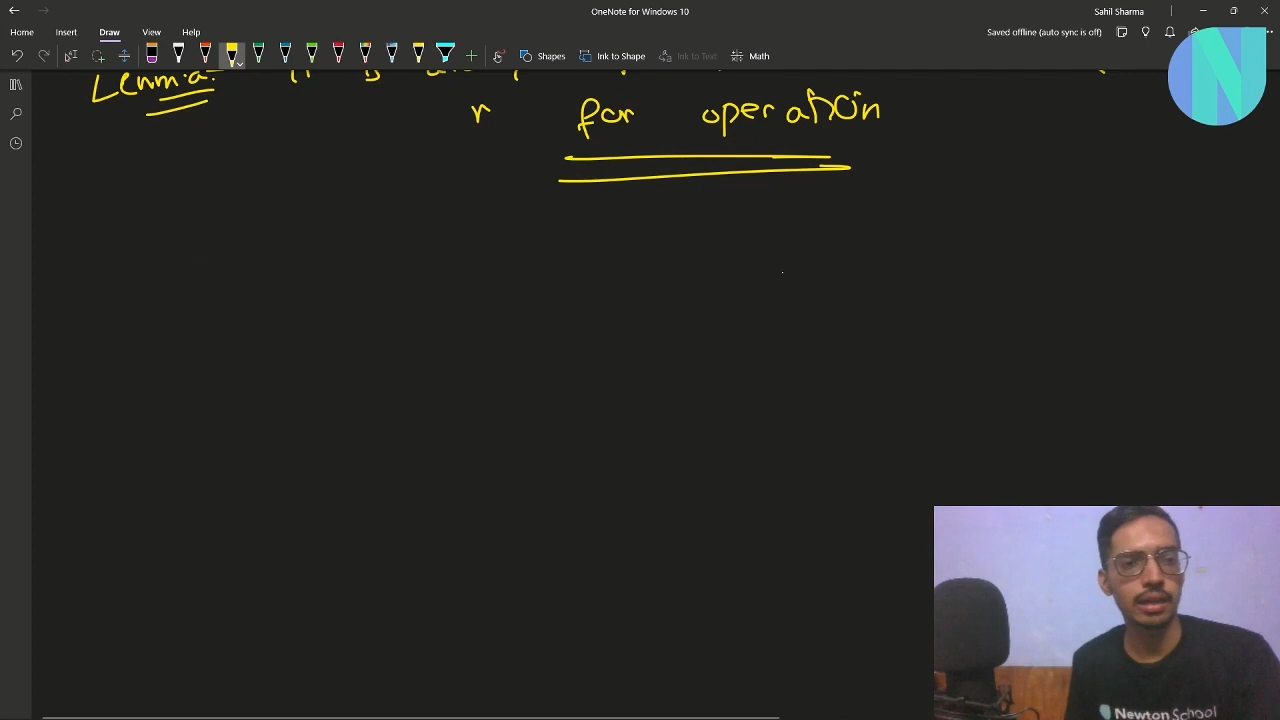 OneNote for Windows 10
Sahil Sharma
Home Insert Draw View Help
Saved offline (auto sync is off)
Shapes Ink to Shape Ink to Text Math
Lemma:
r for operation
Newton School